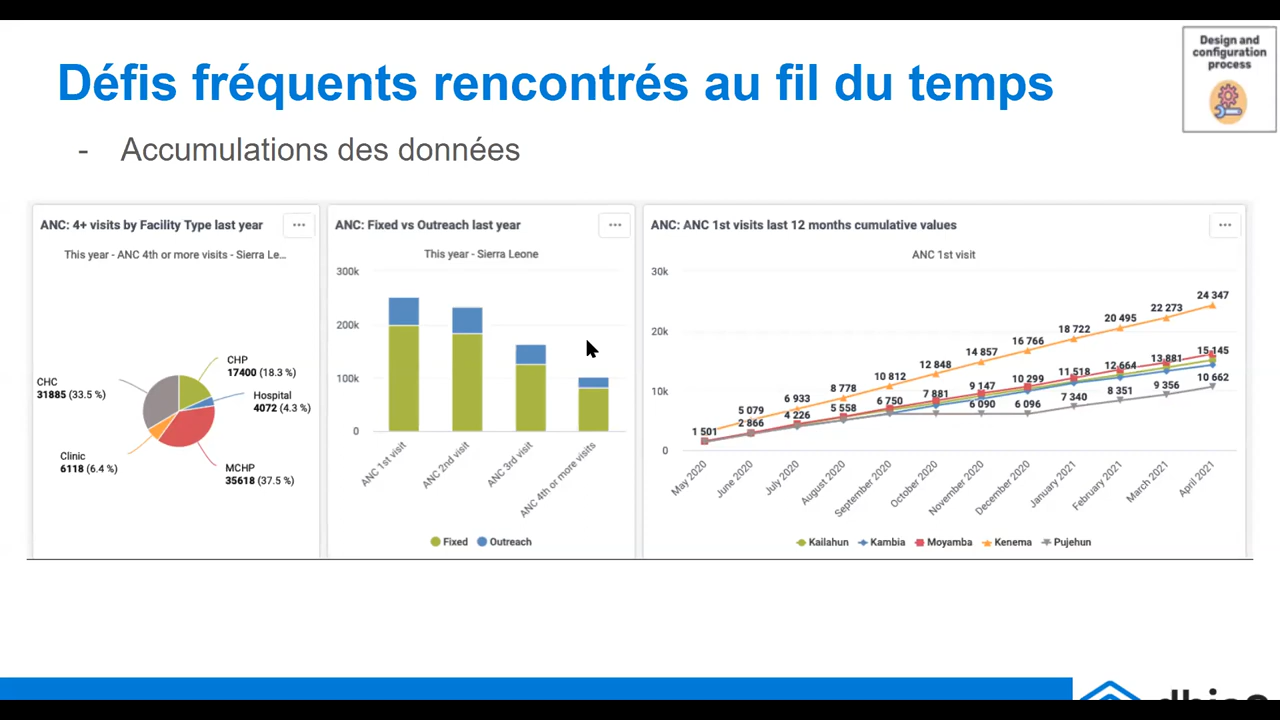 Défis fréquents rencontrés au fil du temps
Design and
configuration
process
- Accumulations des données
ANC: 4+ visits by Facility Type last year
This year - ANC 4th or more visits - Sierra Le...
CHP
17400 (18.3 %)
Hospital
4072 (4.3 %)
CHC
31885 (33.5 %)
Clinic
6118 (6.4 %)
MCHP
35618 (37.5 %)
ANC: Fixed vs Outreach last year
This year - Sierra Leone
300k
200k
100k
0
ANC 1st visit
ANC 2nd visit
ANC 3rd visit
ANC 4th or more visits
Fixed
Outreach
ANC: ANC 1st visits last 12 months cumulative values
ANC 1st visit
30k
20k
10k
0
1 501
5 079
2 866
6 933
4 226
8 778
5 558
10 812
6 750
12 848
7 881
14 857
9 147
6 090
16 766
10 299
6 096
18 722
11 518
7 340
20 495
12 664
8 351
22 273
13 881
9 356
24 347
15 145
10 662
May 2020
June 2020
July 2020
August 2020
September 2020
October 2020
November 2020
December 2020
January 2021
February 2021
March 2021
April 2021
Kailahun
Kambia
Moyamba
Kenema
Pujehun